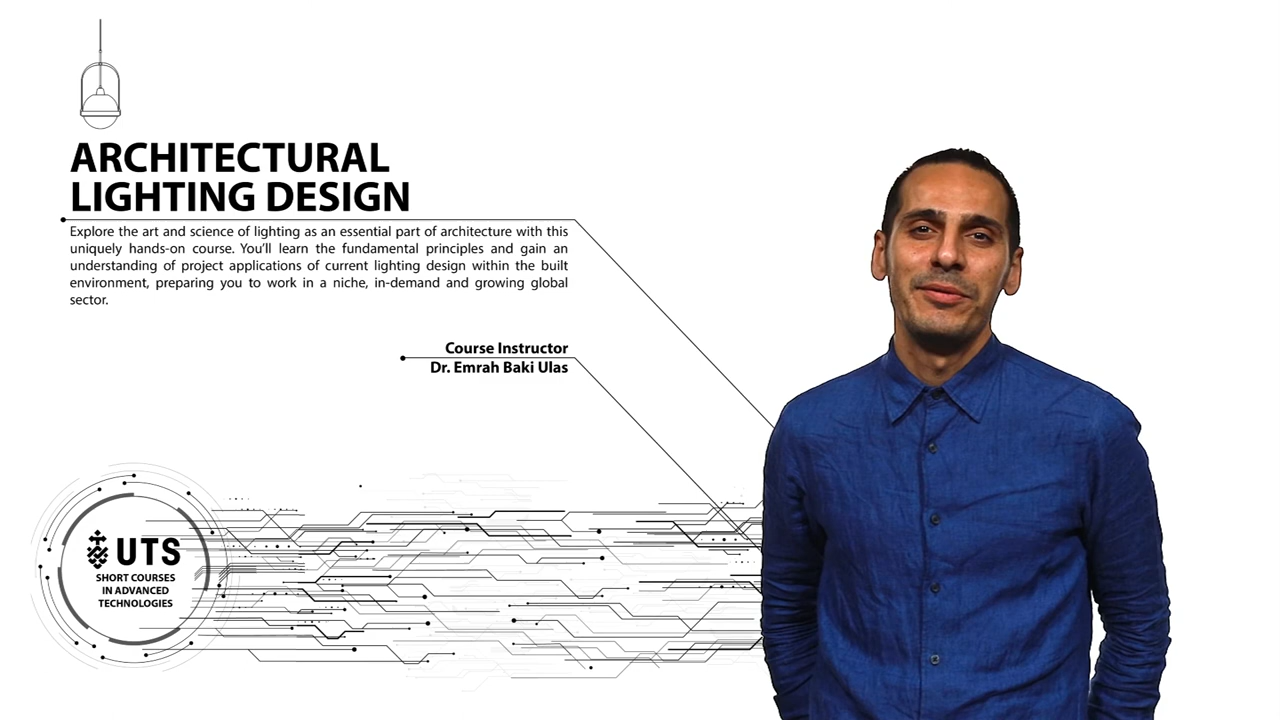 ARCHITECTURAL
LIGHTING DESIGN
Explore the art and science of lighting as an essential part of architecture with this
uniquely hands-on course. You'll learn the fundamental principles and gain an
understanding of project applications of current lighting design within the built
environment, preparing you to work in a niche, in-demand and growing global
sector.
Course Instructor
Dr. Emrah Baki Ulas
UTS
SHORT COURSES
IN ADVANCED
TECHNOLOGIES